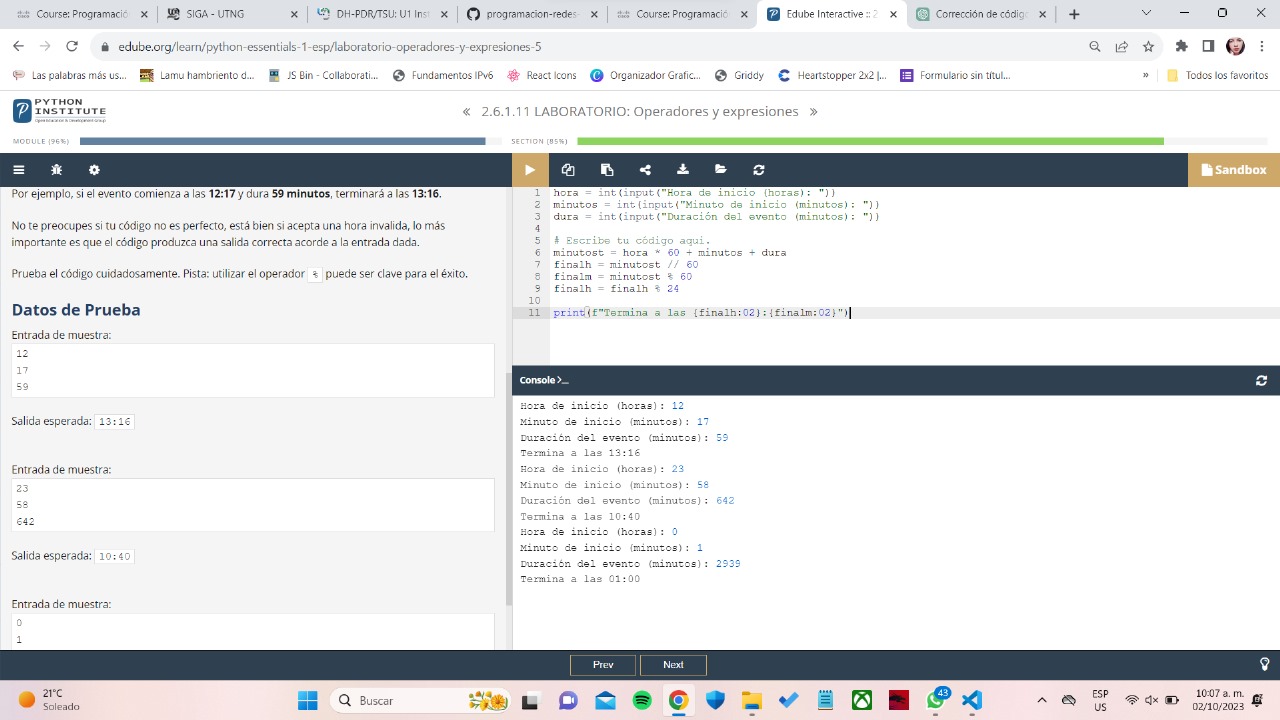 Course: Programació
SIGA – UTNG
DH-PDR/TSU: U1 Inst
programacion-redes
Course: Programació
Edube Interactive :: 2
Corrección de código
edube.org/learn/python-essentials-1-esp/laboratorio-operadores-y-expresiones-5
Las palabras más us...
Lamu hambriento d...
JS Bin - Collaborati...
Fundamentos IPv6
React Icons
Organizador Grafic...
Griddy
Heartstopper 2x2 |...
Formulario sin títul...
»
Todos los favoritos
PYTHON
INSTITUTE
Open Education & Development Group
« 2.6.1.11 LABORATORIO: Operadores y expresiones »
MODULE (96%)
SECTION (85%)
Sandbox
Por ejemplo, si el evento comienza a las 12:17 y dura 59 minutos, terminará a las 13:16.
No te preocupes si tu código no es perfecto, está bien si acepta una hora invalida, lo más
importante es que el código produzca una salida correcta acorde a la entrada dada.
Prueba el código cuidadosamente. Pista: utilizar el operador % puede ser clave para el éxito.
Datos de Prueba
Entrada de muestra:
12
17
59
Salida esperada: 13:16
Entrada de muestra:
23
58
642
Salida esperada: 10:40
Entrada de muestra:
0
1
1 hora = int(input("Hora de inicio (horas): "))
2 minutos = int(input("Minuto de inicio (minutos): "))
3 dura = int(input("Duración del evento (minutos): "))
4
5 # Escribe tu código aqui.
6 minutost = hora * 60 + minutos + dura
7 finalh = minutost // 60
8 finalm = minutost % 60
9 finalh = finalh % 24
10
11 print(f"Termina a las {finalh:02}:{finalm:02}")
Console >_
Hora de inicio (horas): 12
Minuto de inicio (minutos): 17
Duración del evento (minutos): 59
Termina a las 13:16
Hora de inicio (horas): 23
Minuto de inicio (minutos): 58
Duración del evento (minutos): 642
Termina a las 10:40
Hora de inicio (horas): 0
Minuto de inicio (minutos): 1
Duración del evento (minutos): 2939
Termina a las 01:00
Prev
Next
21°C
Soleado
Buscar
43
ESP
US
10:07 a. m.
02/10/2023